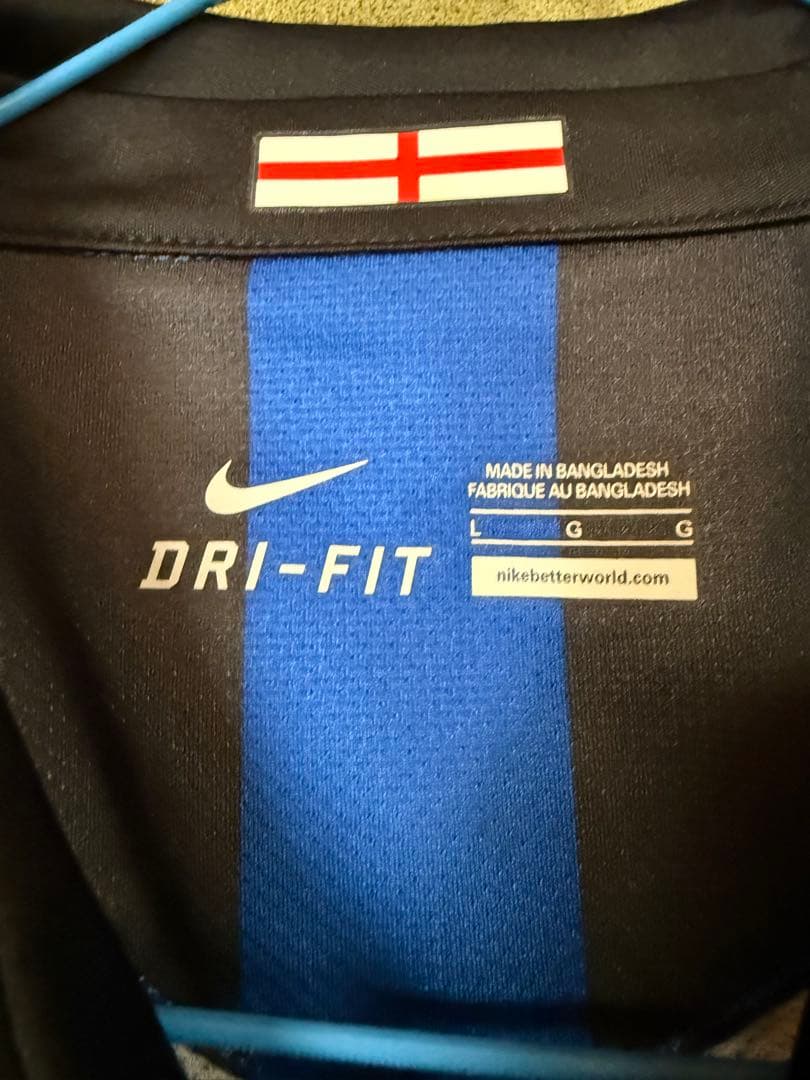 MADE IN BANGLADESH
FABRIQUE AU BANGLADESH
L G G
nikebetterworld.com
DRI-FIT